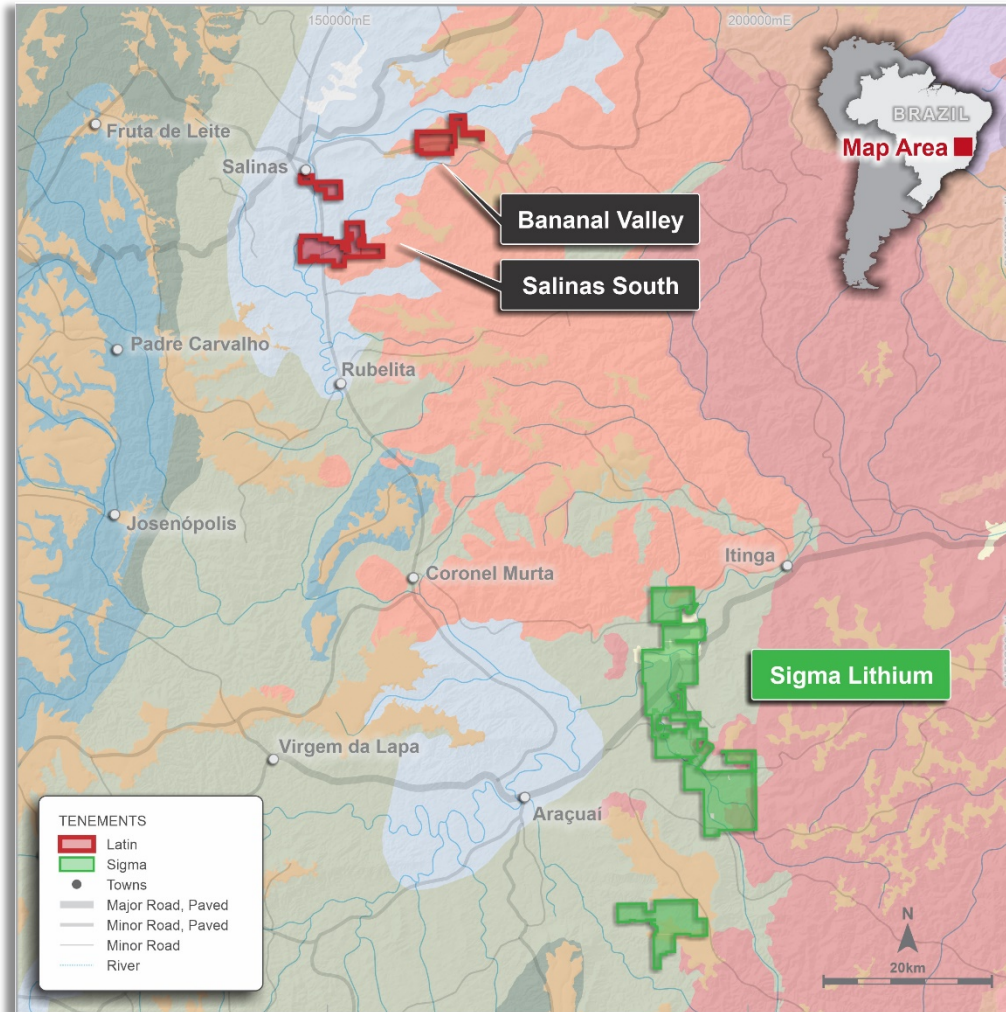 150000mE
200000mE
BRAZIL
Map Area
Fruta de Leite
Salinas
Bananal Valley
Salinas South
Padre Carvalho
Rubelita
Josenópolis
Coronel Murta
Itinga
Sigma Lithium
Virgem da Lapa
Araçuaí
TENEMENTS
Latin
Sigma
Towns
Major Road, Paved
Minor Road, Paved
Minor Road
River
N
20km